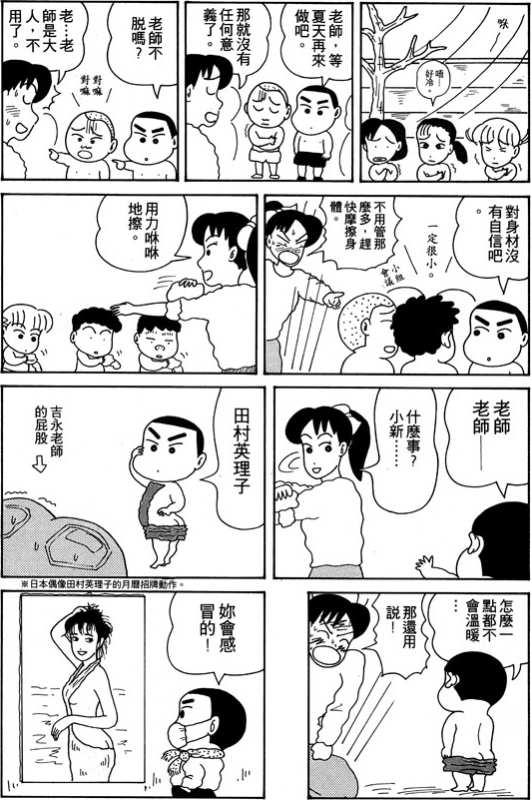 咻
唔…
好冷。
老師，等
夏天再來
做吧。
那就沒有
任何意
義了。
老師不
脱嗎？
對
嘛
對
嘛
老…老
師是大
人，不
用了。
對身材沒
有自信吧
。
一定很小。
小組
會議
不用管那
麼多，趕
快摩擦身
體。
用力咻咻
地擦。
老師
老師——
什麼事？
小新……
田村英理子
吉永老師
的屁股
※日本偶像田村英理子的月曆招牌動作。
怎麼一
點都不
會溫暖
…
那還用
説！
妳會感
冒的！